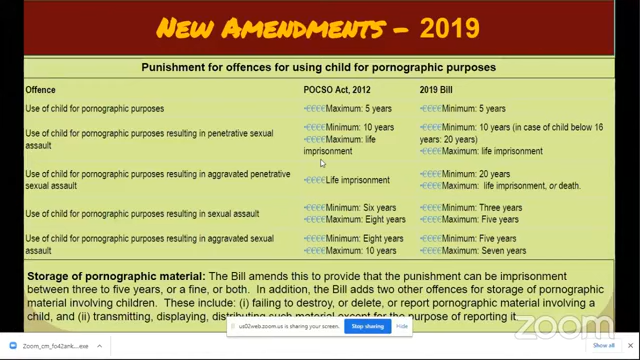 New Amendments – 2019
Punishment for offences for using child for pornographic purposes
Offence POCSO Act, 2012 2019 Bill
Use of child for pornographic purposes Maximum: 5 years Minimum: 5 years
Use of child for pornographic purposes resulting in penetrative sexual assault Minimum: 10 years Maximum: life imprisonment Minimum: 10 years (in case of child below 16 years: 20 years) Maximum: life imprisonment
Use of child for pornographic purposes resulting in aggravated penetrative sexual assault Life imprisonment Minimum: 20 years Maximum: life imprisonment, or death.
Use of child for pornographic purposes resulting in sexual assault Minimum: Six years Maximum: Eight years Minimum: Three years Maximum: Five years
Use of child for pornographic purposes resulting in aggravated sexual assault Minimum: Eight years Maximum: 10 years Minimum: Five years Maximum: Seven years
Storage of pornographic material: The Bill amends this to provide that the punishment can be imprisonment
between three to five years, or a fine, or both. In addition, the Bill adds two other offences for storage of pornographic
material involving children. These include: (i) failing to destroy, or delete, or report pornographic material involving a
child, and (ii) transmitting, displaying, distributing such material except for the purpose of reporting it.
us02web.zoom.us is sharing your screen. Stop sharing Hide
zoom
Zoom_cm_fo42ank....exe
Show all